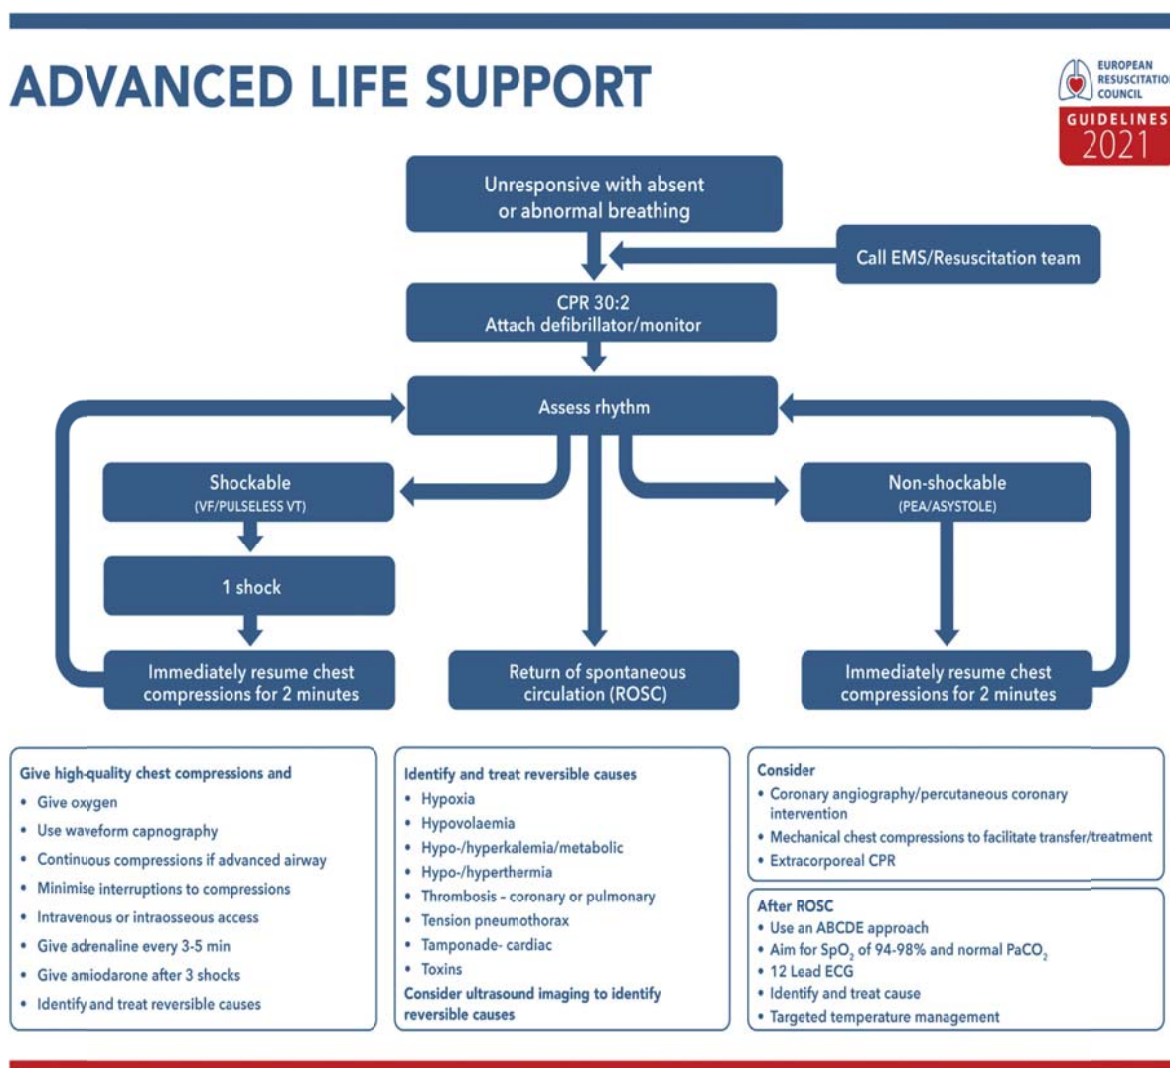 ADVANCED LIFE SUPPORT
EUROPEAN
RESUSCITATION
COUNCIL
GUIDELINES
2021
Unresponsive with absent
or abnormal breathing
Call EMS/Resuscitation team
CPR 30:2
Attach defibrillator/monitor
Assess rhythm
Shockable
(VF/PULSELESS VT)
Non-shockable
(PEA/ASYSTOLE)
1 shock
Immediately resume chest
compressions for 2 minutes
Return of spontaneous
circulation (ROSC)
Immediately resume chest
compressions for 2 minutes
Give high-quality chest compressions and
• Give oxygen
• Use waveform capnography
• Continuous compressions if advanced airway
• Minimise interruptions to compressions
• Intravenous or intraosseous access
• Give adrenaline every 3-5 min
• Give amiodarone after 3 shocks
• Identify and treat reversible causes
Identify and treat reversible causes
• Hypoxia
• Hypovolaemia
• Hypo-/hyperkalemia/metabolic
• Hypo-/hyperthermia
• Thrombosis – coronary or pulmonary
• Tension pneumothorax
• Tamponade- cardiac
• Toxins
Consider ultrasound imaging to identify
reversible causes
Consider
• Coronary angiography/percutaneous coronary
intervention
• Mechanical chest compressions to facilitate transfer/treatment
• Extracorporeal CPR
After ROSC
• Use an ABCDE approach
• Aim for SpO₂ of 94-98% and normal PaCO₂
• 12 Lead ECG
• Identify and treat cause
• Targeted temperature management